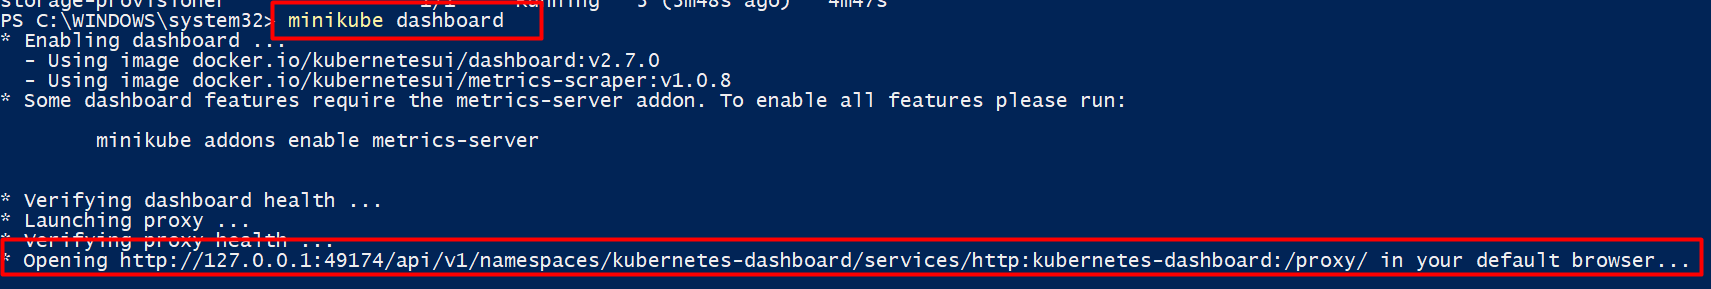 storage-provisioner 1/1 Running 3 (3m48s ago) 4m47s
PS C:\WINDOWS\system32> minikube dashboard
* Enabling dashboard ...
- Using image docker.io/kubernetesui/dashboard:v2.7.0
- Using image docker.io/kubernetesui/metrics-scraper:v1.0.8
* Some dashboard features require the metrics-server addon. To enable all features please run:
minikube addons enable metrics-server
* Verifying dashboard health ...
* Launching proxy ...
* Verifying proxy health ...
* Opening http://127.0.0.1:49174/api/v1/namespaces/kubernetes-dashboard/services/http:kubernetes-dashboard:/proxy/ in your default browser...